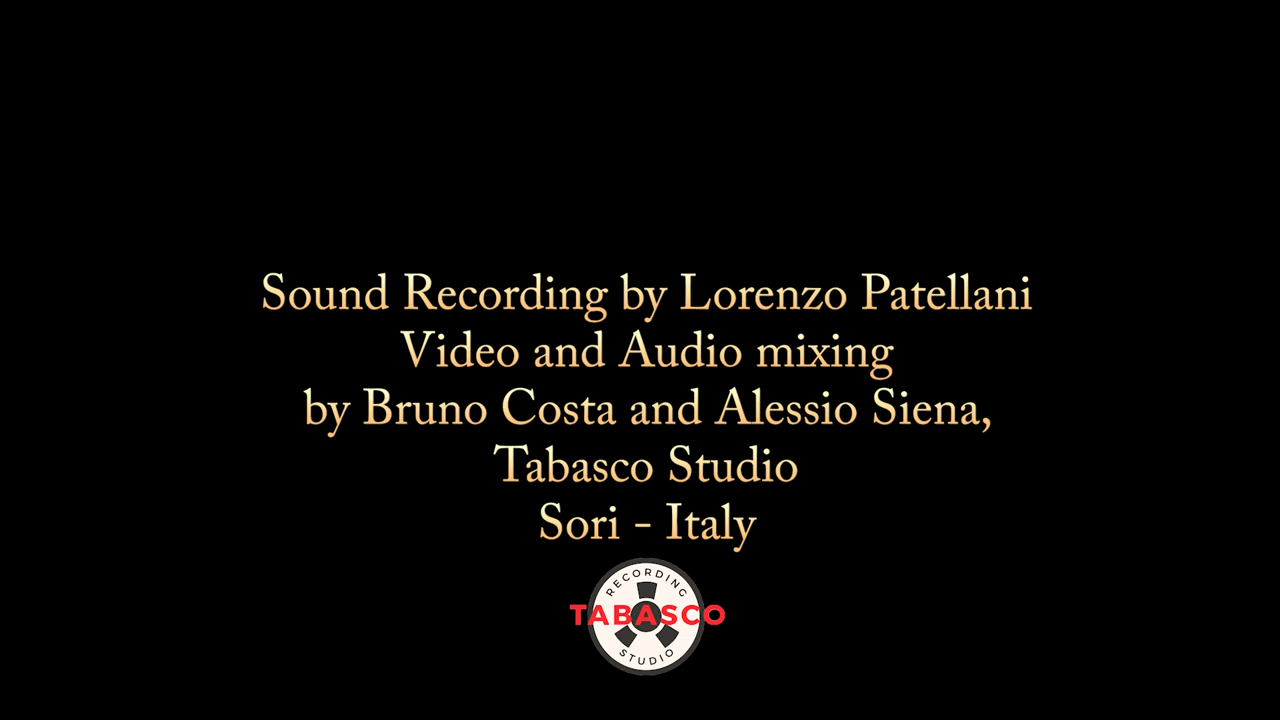 Sound Recording by Lorenzo Patellani
Video and Audio mixing
by Bruno Costa and Alessio Siena,
Tabasco Studio
Sori - Italy
RECORDING
TABASCO
STUDIO